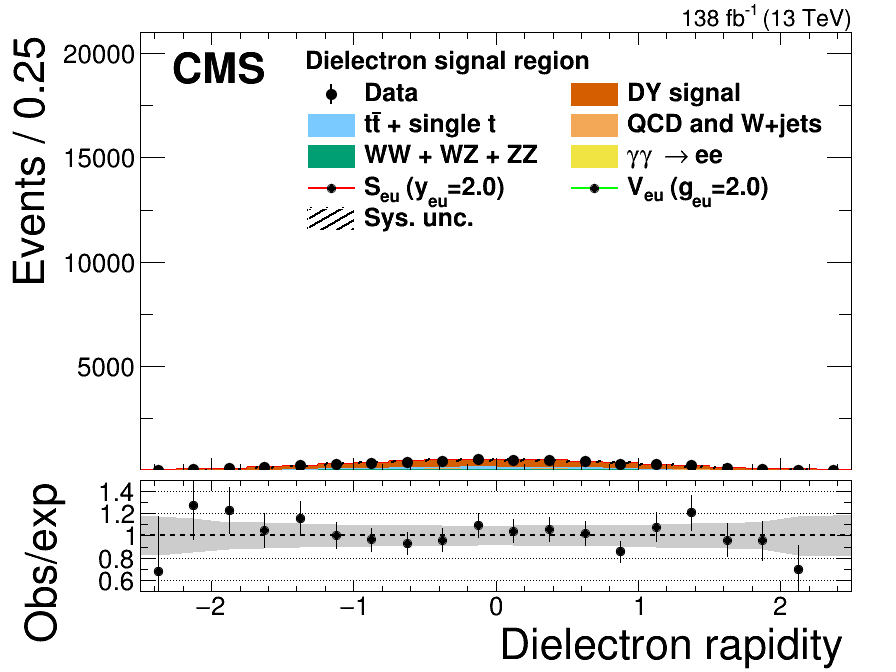 138 fb⁻¹ (13 TeV)
CMS
Dielectron signal region
Data
DY signal
tt̄ + single t
QCD and W+jets
WW + WZ + ZZ
γγ → ee
S_eu (y_eu=2.0)
V_eu (g_eu=2.0)
Sys. unc.
Events / 0.25
20000
15000
10000
5000
Obs/exp
1.4
1.2
1
0.8
0.6
−2
−1
0
1
2
Dielectron rapidity